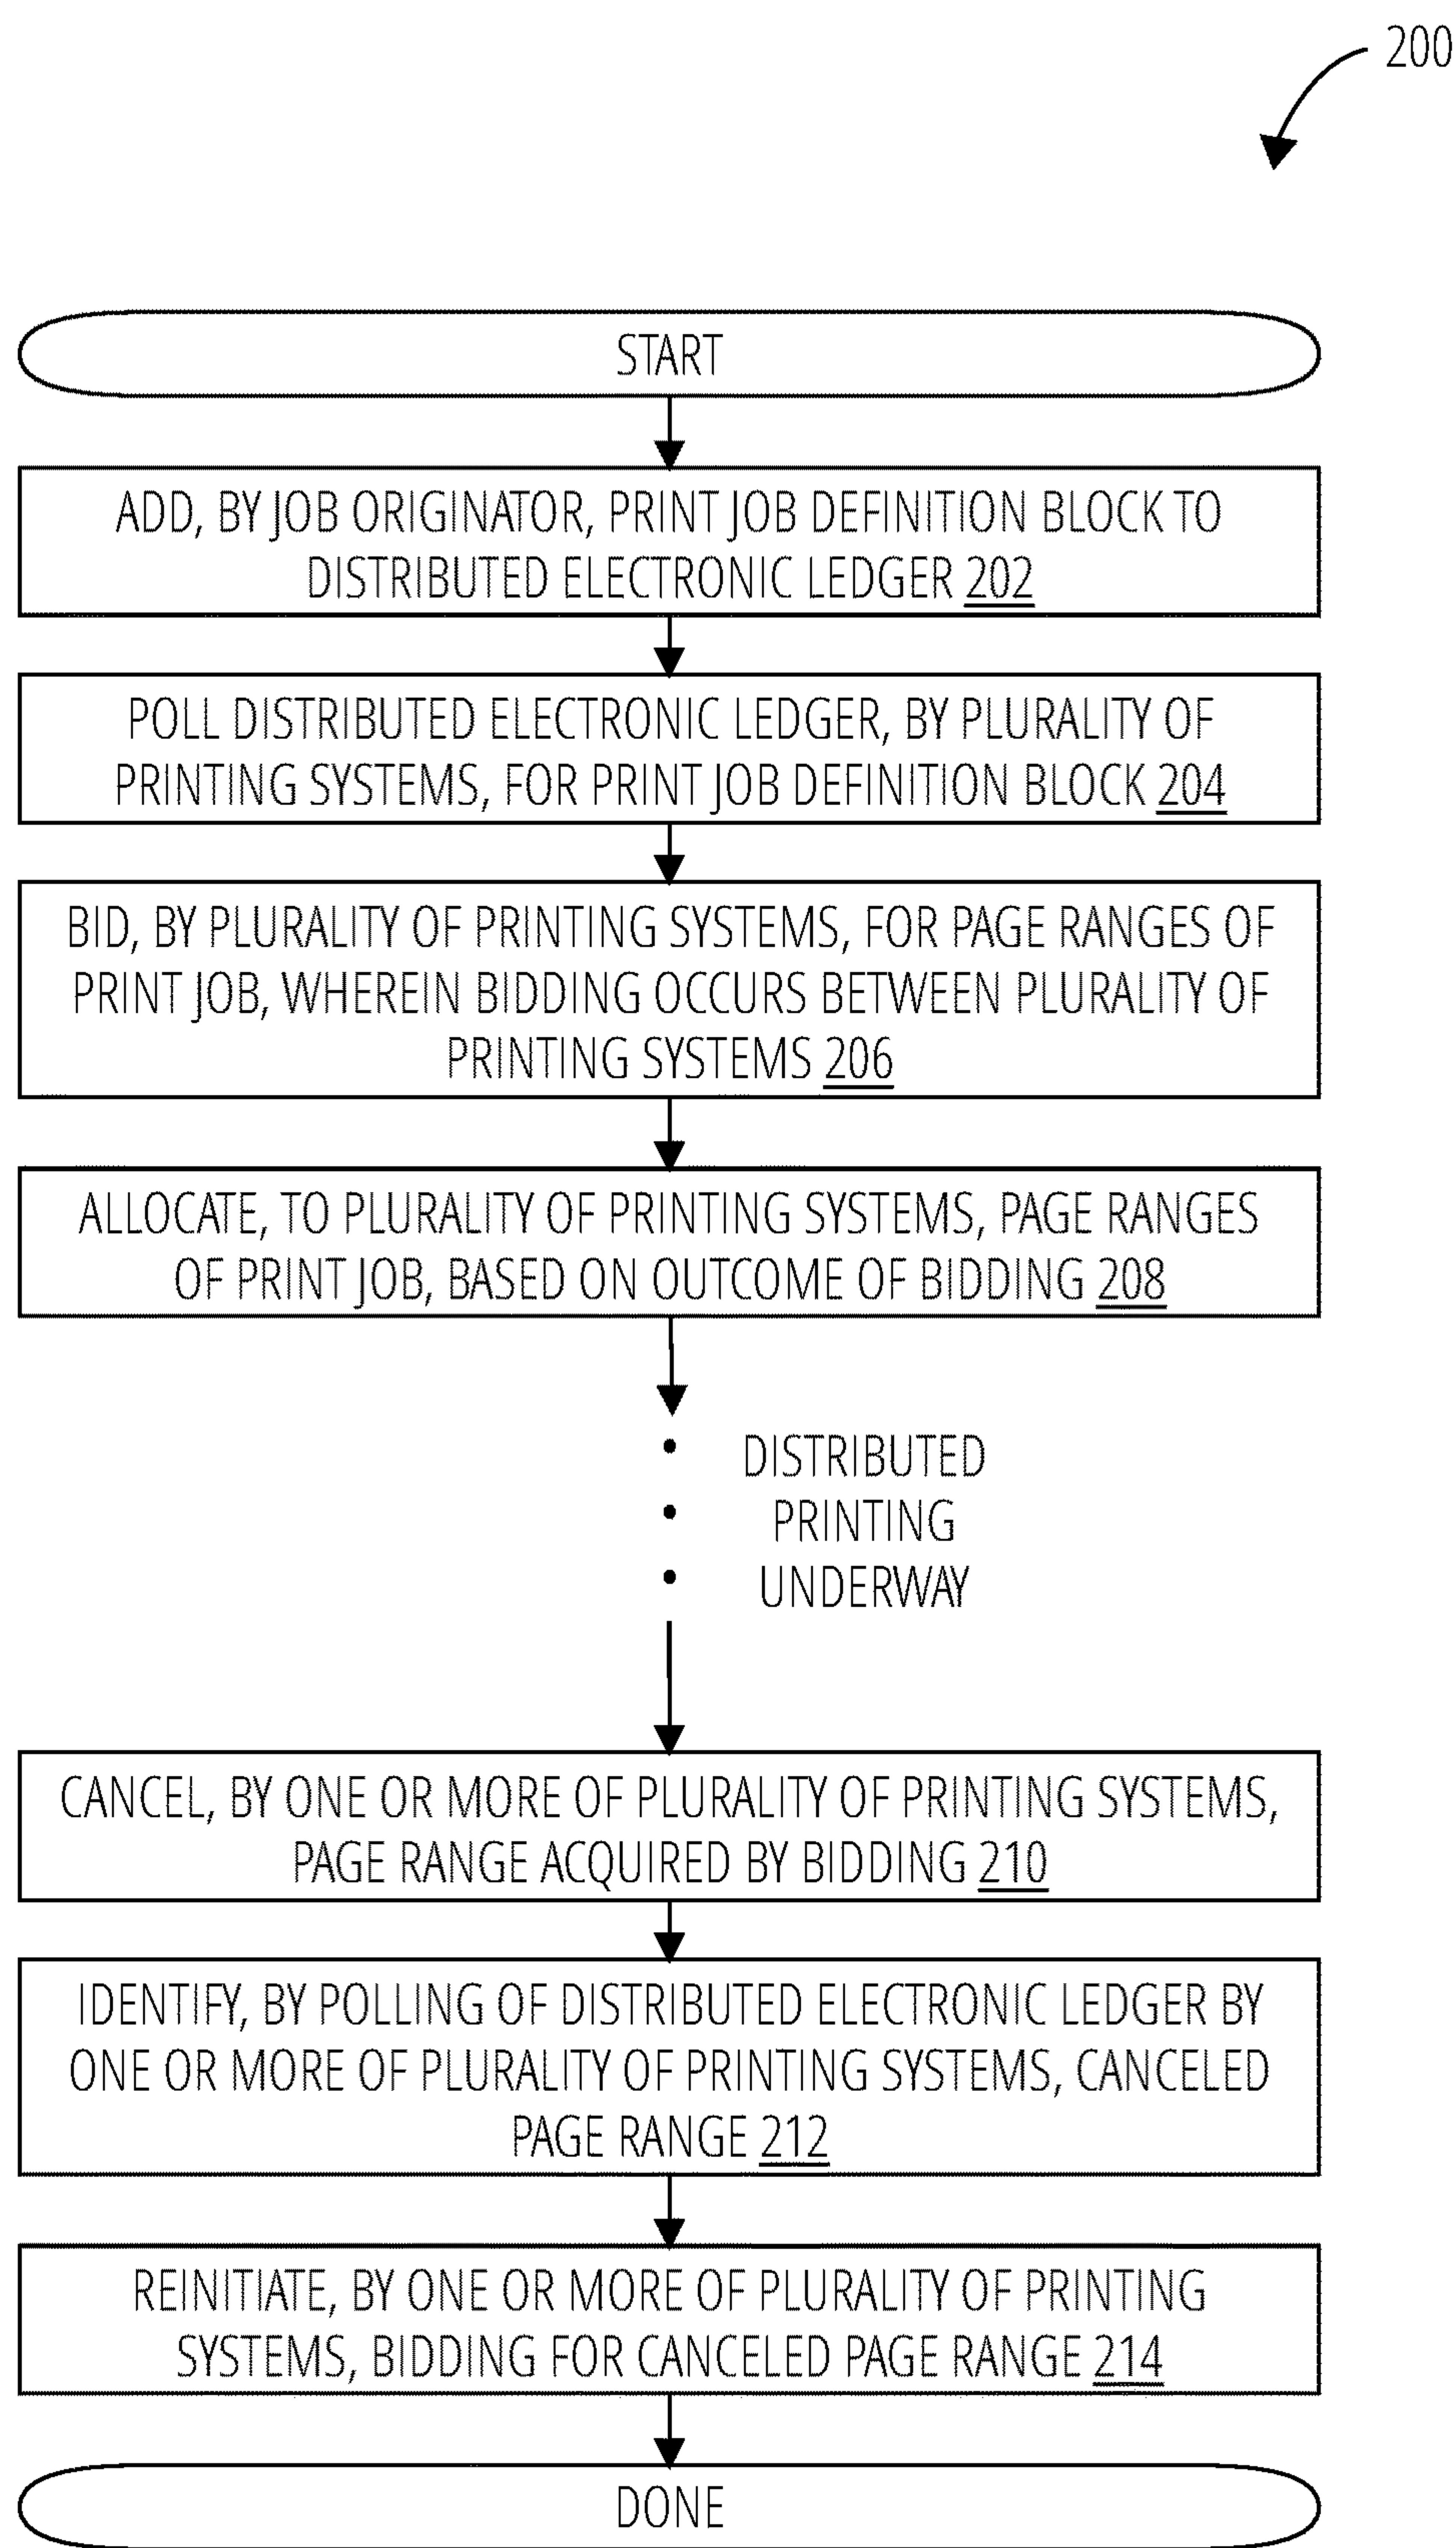 200
START
ADD, BY JOB ORIGINATOR, PRINT JOB DEFINITION BLOCK TO
DISTRIBUTED ELECTRONIC LEDGER 202
POLL DISTRIBUTED ELECTRONIC LEDGER, BY PLURALITY OF
PRINTING SYSTEMS, FOR PRINT JOB DEFINITION BLOCK 204
BID, BY PLURALITY OF PRINTING SYSTEMS, FOR PAGE RANGES OF
PRINT JOB, WHEREIN BIDDING OCCURS BETWEEN PLURALITY OF
PRINTING SYSTEMS 206
ALLOCATE, TO PLURALITY OF PRINTING SYSTEMS, PAGE RANGES
OF PRINT JOB, BASED ON OUTCOME OF BIDDING 208
DISTRIBUTED
PRINTING
UNDERWAY
CANCEL, BY ONE OR MORE OF PLURALITY OF PRINTING SYSTEMS,
PAGE RANGE ACQUIRED BY BIDDING 210
IDENTIFY, BY POLLING OF DISTRIBUTED ELECTRONIC LEDGER BY
ONE OR MORE OF PLURALITY OF PRINTING SYSTEMS, CANCELED
PAGE RANGE 212
REINITIATE, BY ONE OR MORE OF PLURALITY OF PRINTING
SYSTEMS, BIDDING FOR CANCELED PAGE RANGE 214
DONE